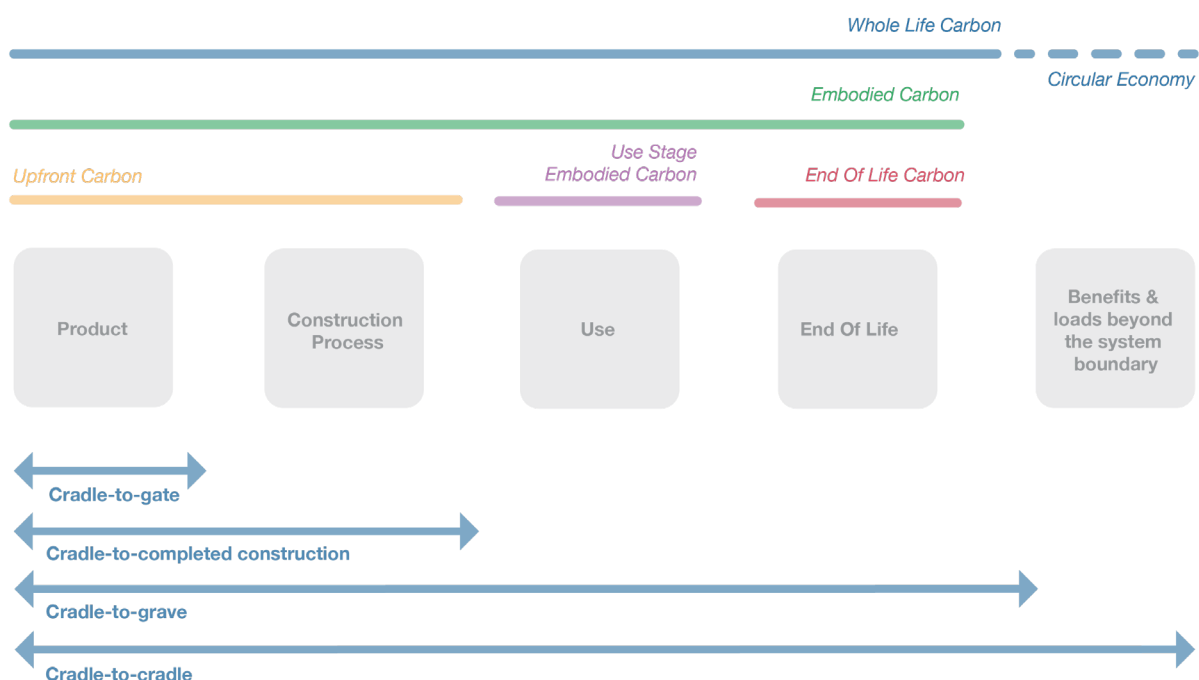 Whole Life Carbon
Circular Economy
Embodied Carbon
Use Stage
Embodied Carbon
Upfront Carbon
End Of Life Carbon
Product
Construction
Process
Use
End Of Life
Benefits &
loads beyond
the system
boundary
Cradle-to-gate
Cradle-to-completed construction
Cradle-to-grave
Cradle-to-cradle